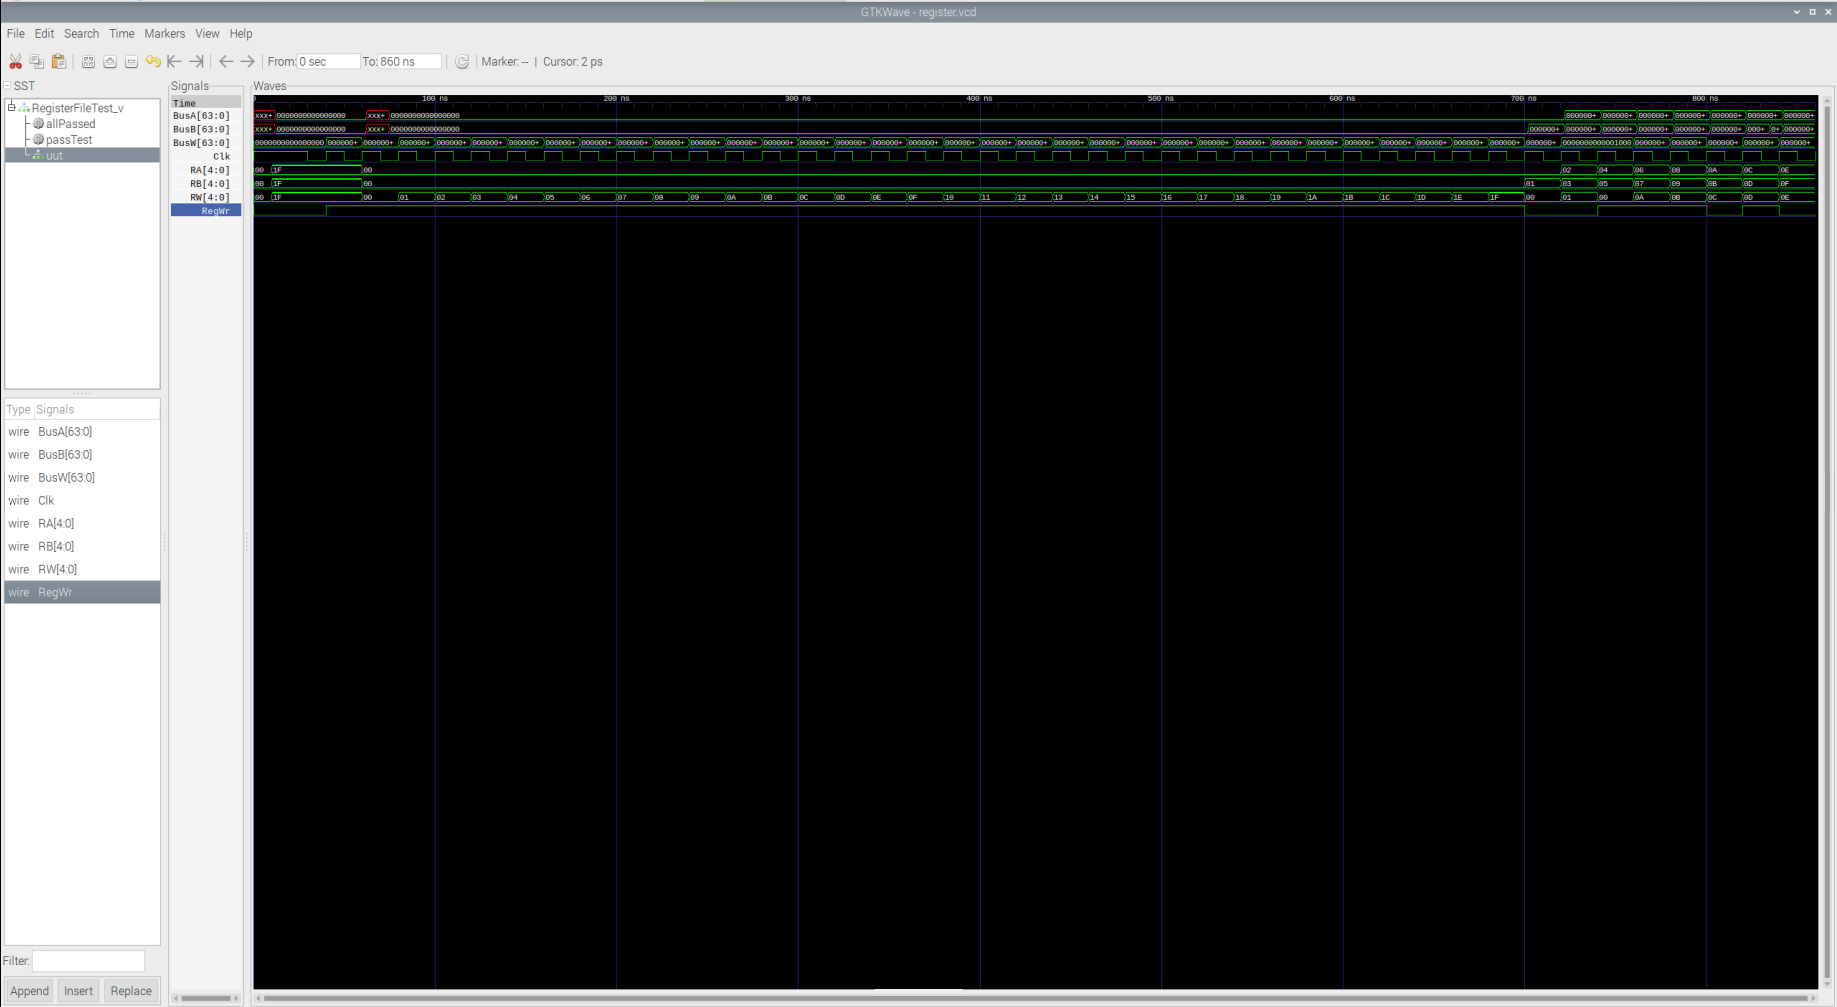 GTKWave - register.vcd
File Edit Search Time Markers View Help
From: 0 sec To: 860 ns Marker: -- | Cursor: 2 ps
SST
RegisterFileTest_v
allPassed
passTest
uut
Type Signals
wire BusA[63:0]
wire BusB[63:0]
wire BusW[63:0]
wire Clk
wire RA[4:0]
wire RB[4:0]
wire RW[4:0]
wire RegWr
Filter:
Append Insert Replace
Signals
Time
BusA[63:0]
BusB[63:0]
BusW[63:0]
Clk
RA[4:0]
RB[4:0]
RW[4:0]
RegWr
Waves
100 ns 200 ns 300 ns 400 ns 500 ns 600 ns 700 ns 800 ns
xxx+ 0000000000000000 xxx+ 0000000000000000 000000+ 000000+ 000000+ 000000+ 000000+ 000000+ 000000+
xxx+ 0000000000000000 xxx+ 0000000000000000 000000+ 000000+ 000000+ 000000+ 000000+ 000000+ 000+ 0+ 000000+
0000000000000000 000000+ 000000+ 000000+ 000000+ 000000+ 000000+ 000000+ 000000+ 000000+ 000000+ 000000+ 000000+ 000000+ 000000+ 000000+ 000000+ 000000+ 000000+ 000000+ 000000+ 000000+ 000000+ 000000+ 000000+ 000000+ 000000+ 000000+ 000000+ 000000+ 000000+ 000000+ 000000+ 000000+ 000000+ 0000000000001000 000000+ 000000+ 000000+ 000000+ 000000+
00 1F 00 02 04 06 08 0A 0C 0E
00 1F 00 01 03 05 07 09 0B 0D 0F
00 1F 00 01 02 03 04 05 06 07 08 09 0A 0B 0C 0D 0E 0F 10 11 12 13 14 15 16 17 18 19 1A 1B 1C 1D 1E 1F 00 01 00 0A 0B 0C 0D 0E